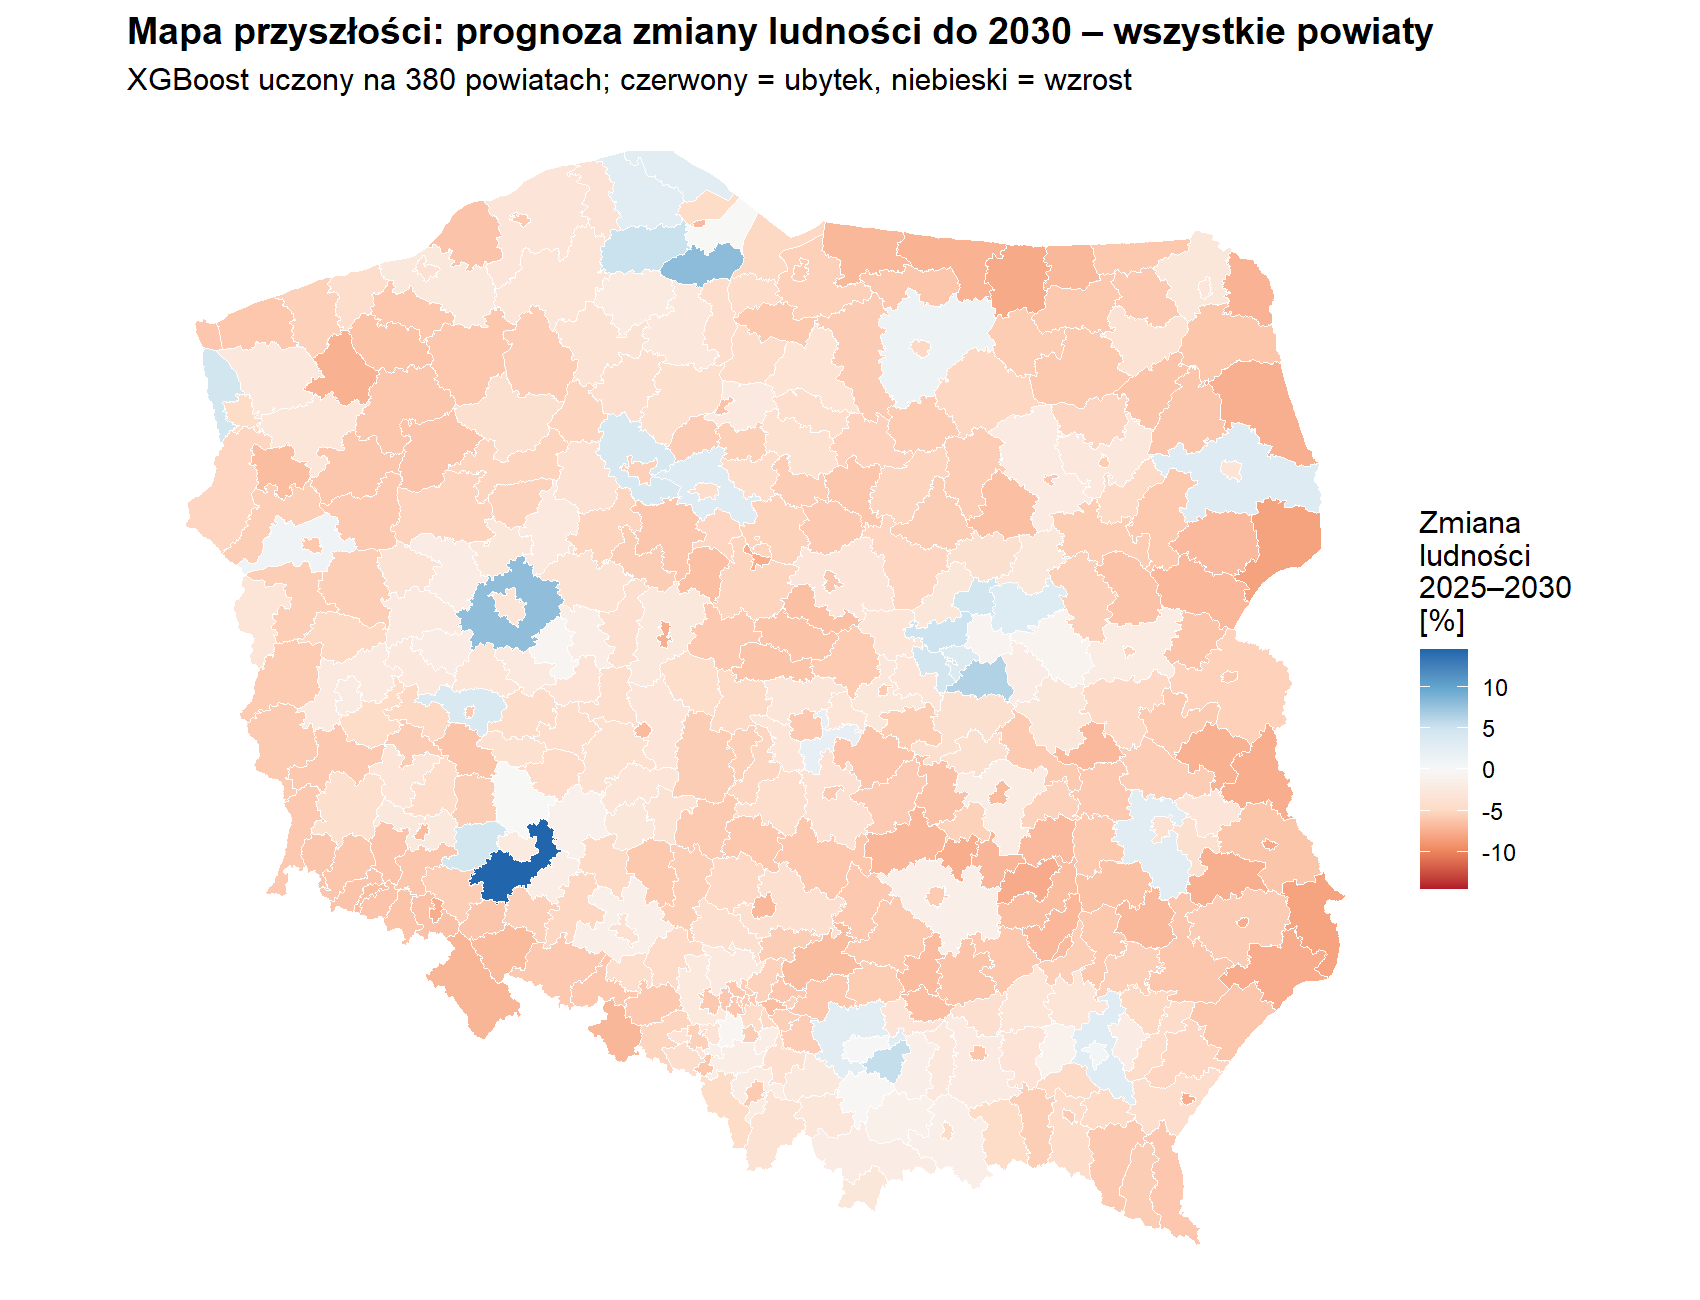 Mapa przyszłości: prognoza zmiany ludności do 2030 – wszystkie powiaty
XGBoost uczony na 380 powiatach; czerwony = ubytek, niebieski = wzrost
Zmiana
ludności
2025–2030
[%]
10
5
0
-5
-10